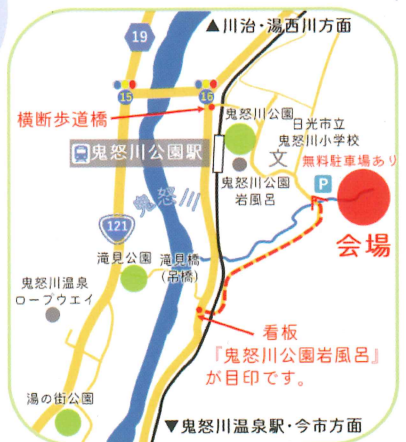 ▲川治・湯西川方面
19
15
16
横断歩道橋
鬼怒川公園
日光市立
鬼怒川小学校
文
無料駐車場あり
鬼怒川公園駅
鬼怒川公園
岩風呂
P
鬼怒川
会場
121
滝見公園
滝見橋
(吊橋)
鬼怒川温泉
ロープウエイ
看板
『鬼怒川公園岩風呂』
が目印です。
湯の街公園
▼鬼怒川温泉駅・今市方面